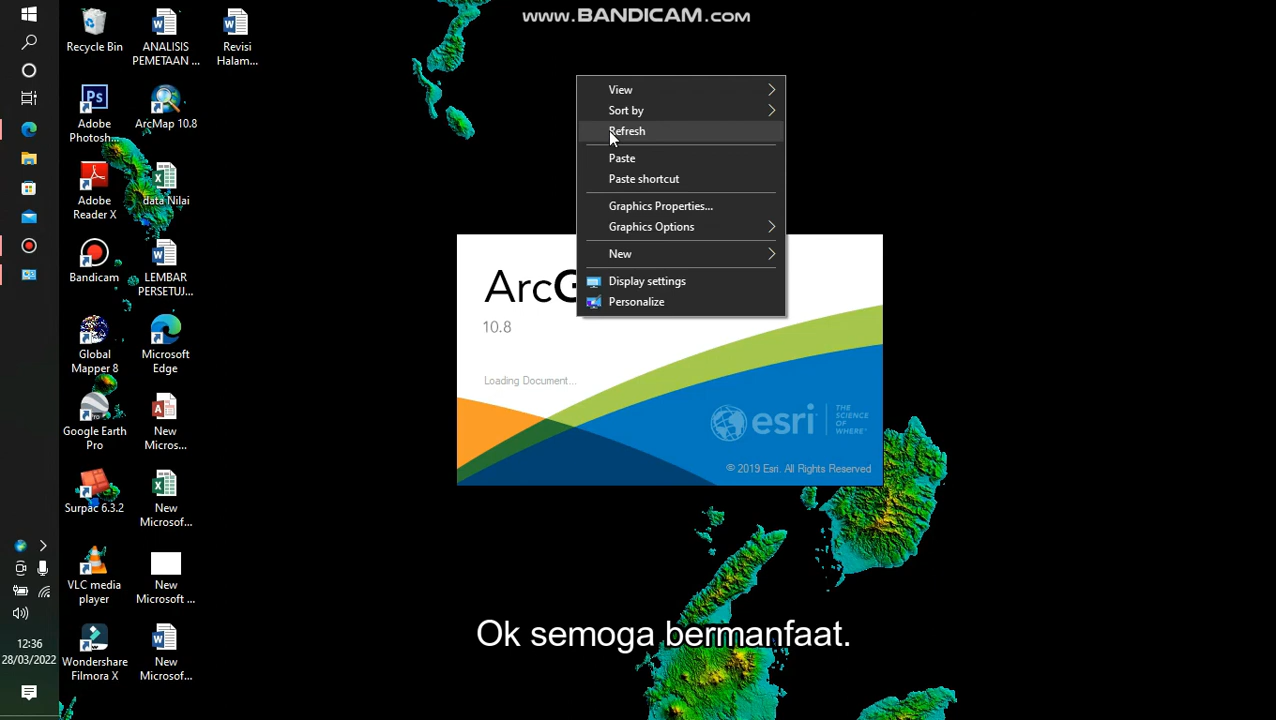 www.BANDICAM.com
Recycle Bin
ANALISIS
PEMETAAN ...
Revisi
Halam...
Ps
Adobe
Photosh...
ArcMap 10.8
Adobe
Reader X
data Nilai
Bandicam
LEMBAR
PERSETUJ...
Global
Mapper 8
Microsoft
Edge
Google Earth
Pro
New
Micros...
Surpac 6.3.2
New
Microsof...
VLC media
player
New
Microsoft ...
Wondershare
Filmora X
New
Microsof...
12:36
28/03/2022
View
Sort by
Refresh
Paste
Paste shortcut
Graphics Properties...
Graphics Options
New
Display settings
Personalize
ArcG
10.8
Loading Document...
esri
THE
SCIENCE
OF
WHERE®
© 2019 Esri. All Rights Reserved
Ok semoga bermanfaat.